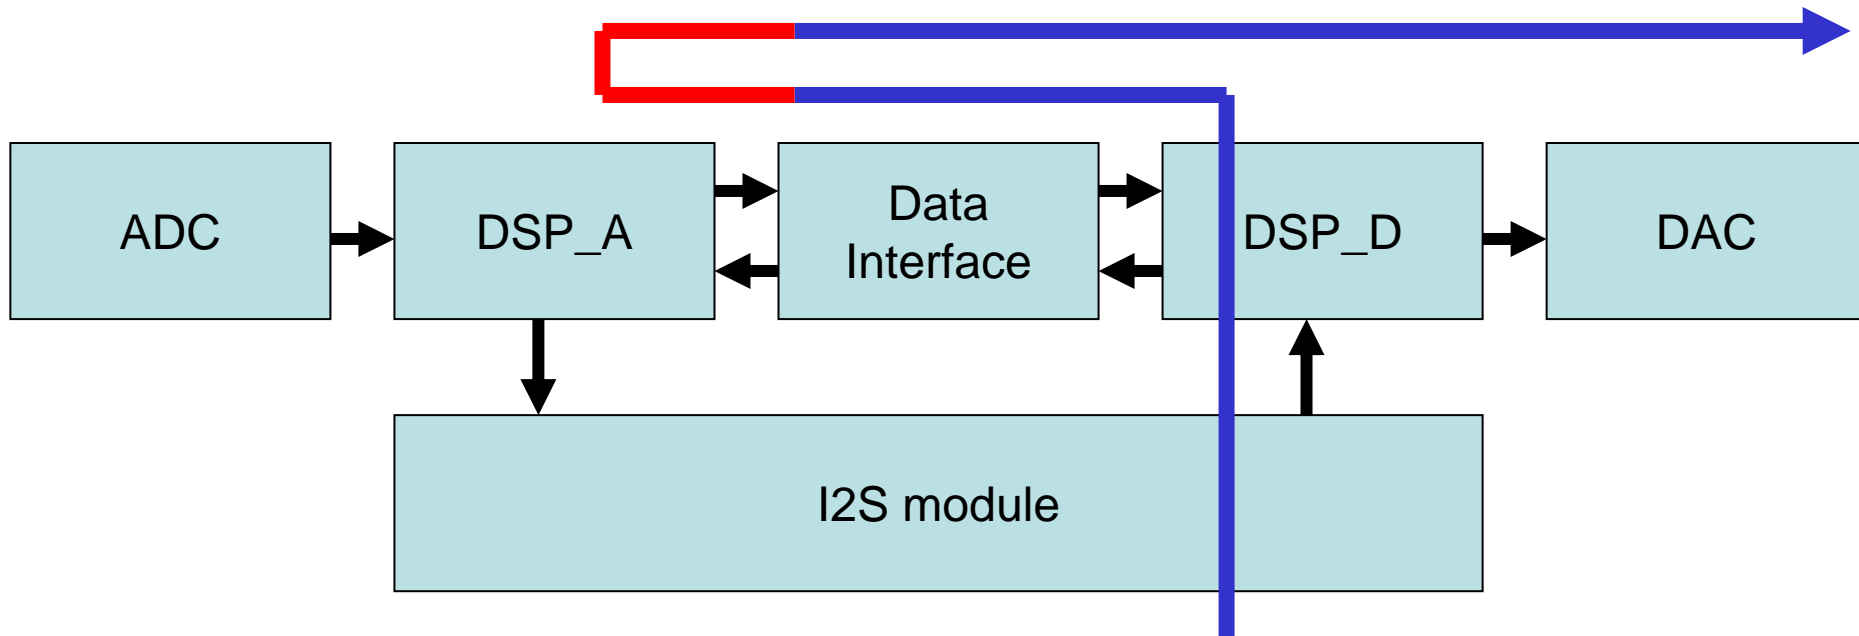 ADC
DSP_A
Data
Interface
DSP_D
DAC
I2S module